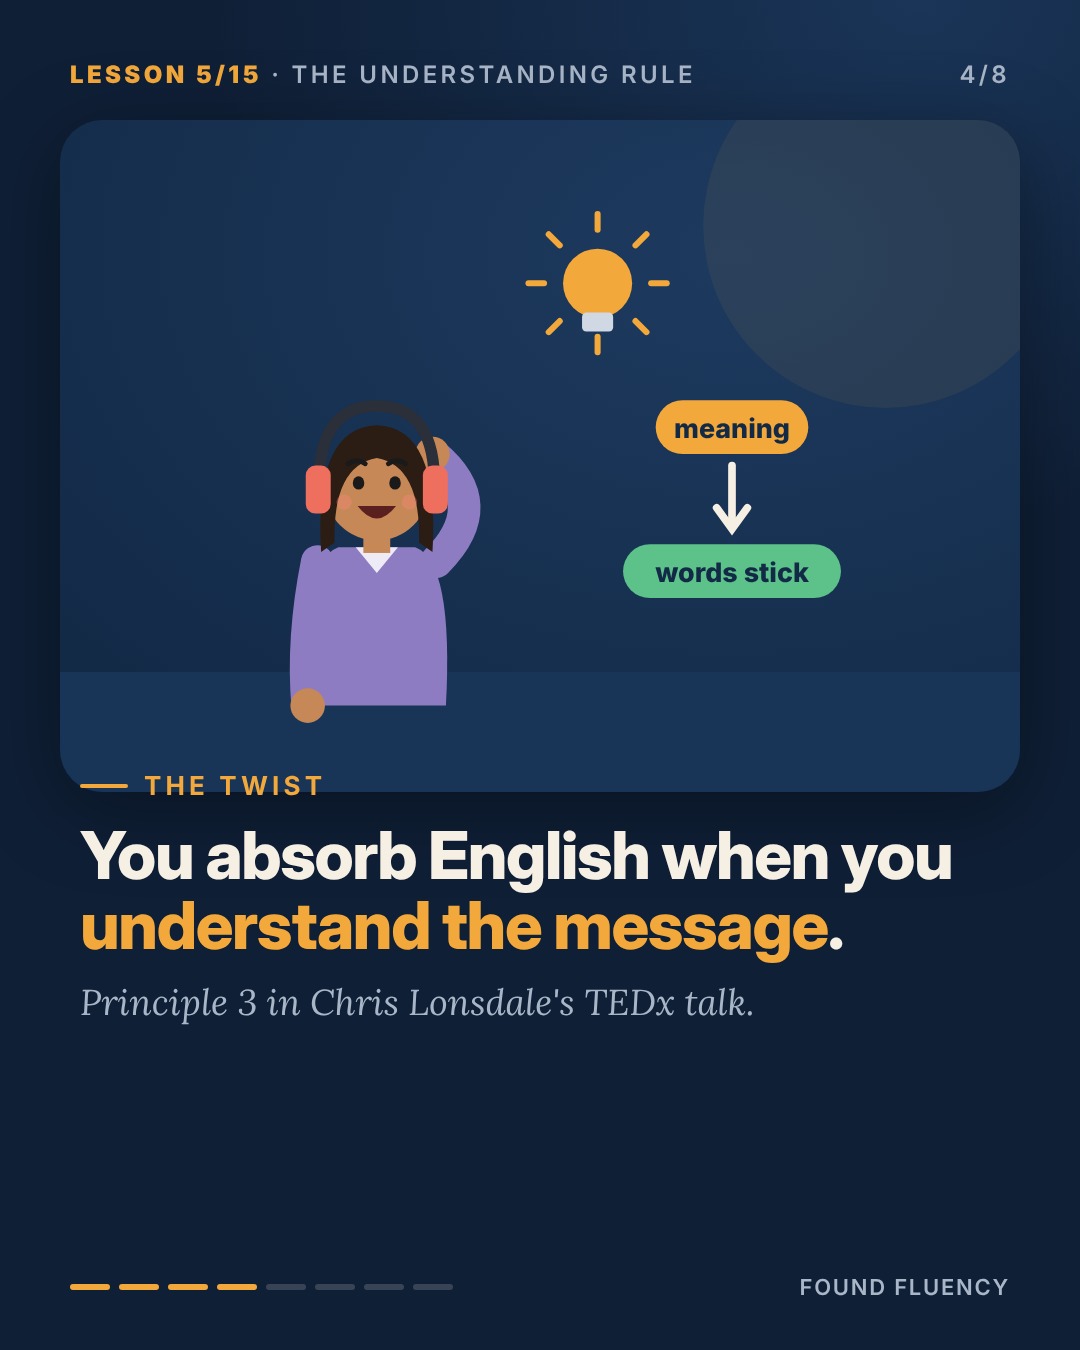 LESSON 5/15 · THE UNDERSTANDING RULE 4/8
meaning
words stick
THE TWIST
You absorb English when you
understand the message.
Principle 3 in Chris Lonsdale's TEDx talk.
FOUND FLUENCY